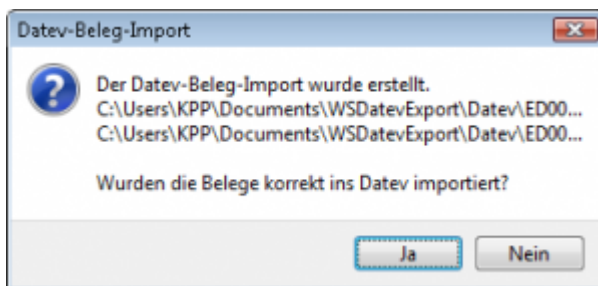 Datev-Beleg-Import
Der Datev-Beleg-Import wurde erstellt.
C:\Users\KPP\Documents\WSDatevExport\Datev\ED00...
C:\Users\KPP\Documents\WSDatevExport\Datev\ED00...
Wurden die Belege korrekt ins Datev importiert?
Ja
Nein